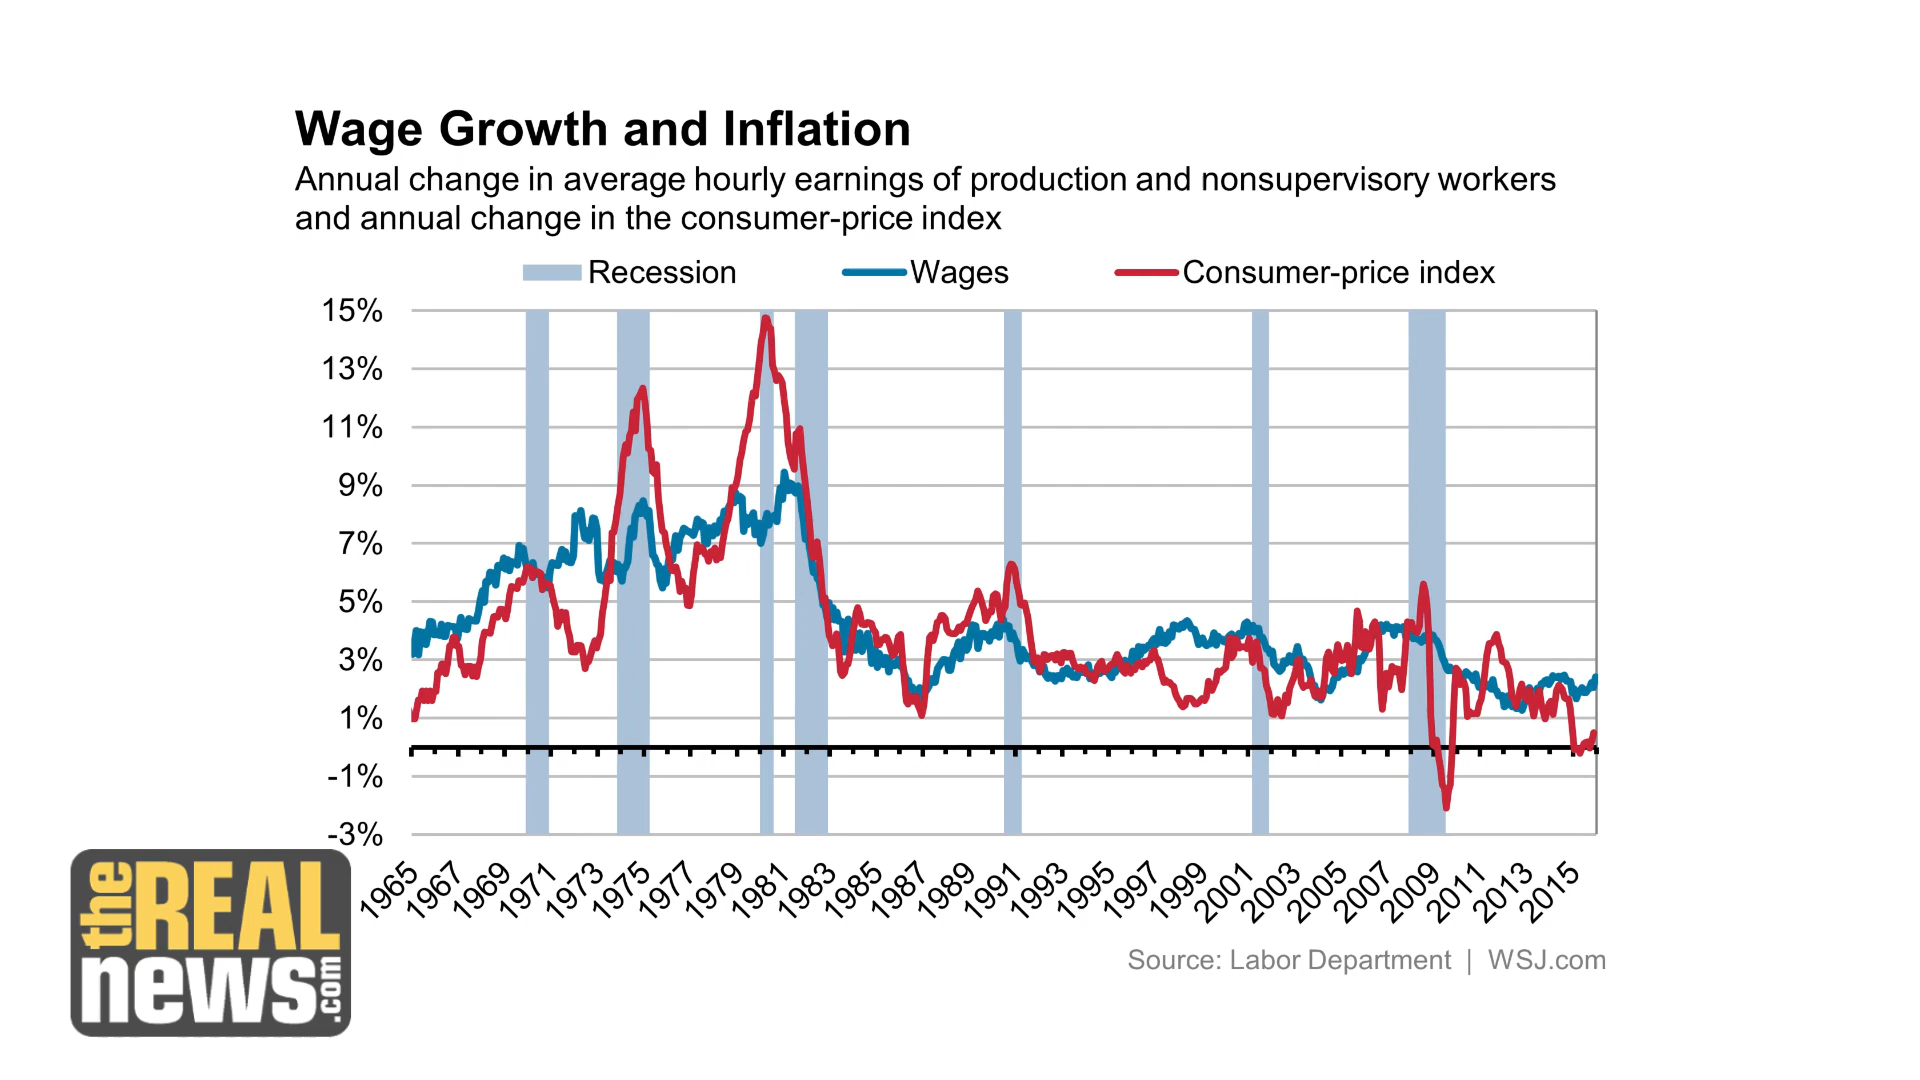 Wage Growth and Inflation
Annual change in average hourly earnings of production and nonsupervisory workers
and annual change in the consumer-price index
Recession Wages Consumer-price index
15%
13%
11%
9%
7%
5%
3%
1%
-1%
-3%
1965 1967 1969 1971 1973 1975 1977 1979 1981 1983 1985 1987 1989 1991 1993 1995 1997 1999 2001 2003 2005 2007 2009 2011 2013 2015
Source: Labor Department | WSJ.com
the REAL
news.com